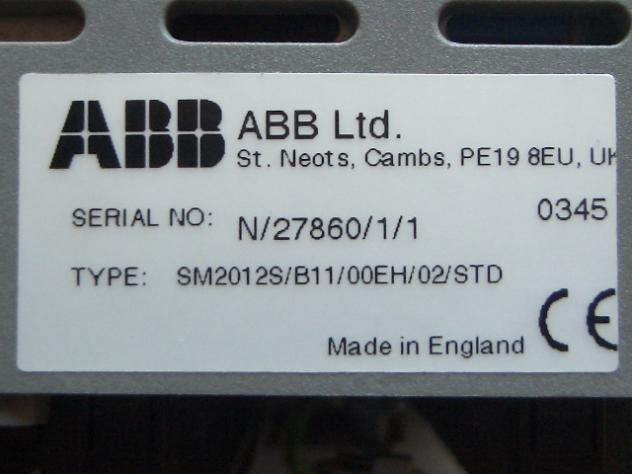 ABB ABB Ltd.
St. Neots, Cambs, PE19 8EU, UK
SERIAL NO: N/27860/1/1 0345
TYPE: SM2012S/B11/00EH/02/STD
Made in England CE